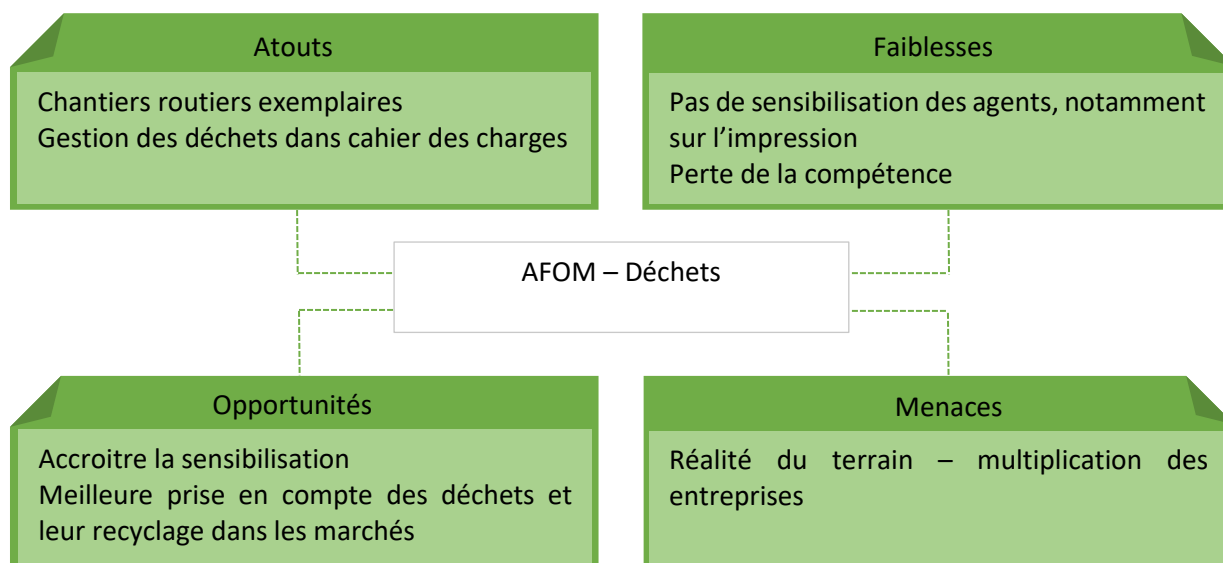 Atouts
Chantiers routiers exemplaires
Gestion des déchets dans cahier des charges
Faiblesses
Pas de sensibilisation des agents, notamment
sur l’impression
Perte de la compétence
AFOM – Déchets
Opportunités
Accroitre la sensibilisation
Meilleure prise en compte des déchets et
leur recyclage dans les marchés
Menaces
Réalité du terrain – multiplication des
entreprises